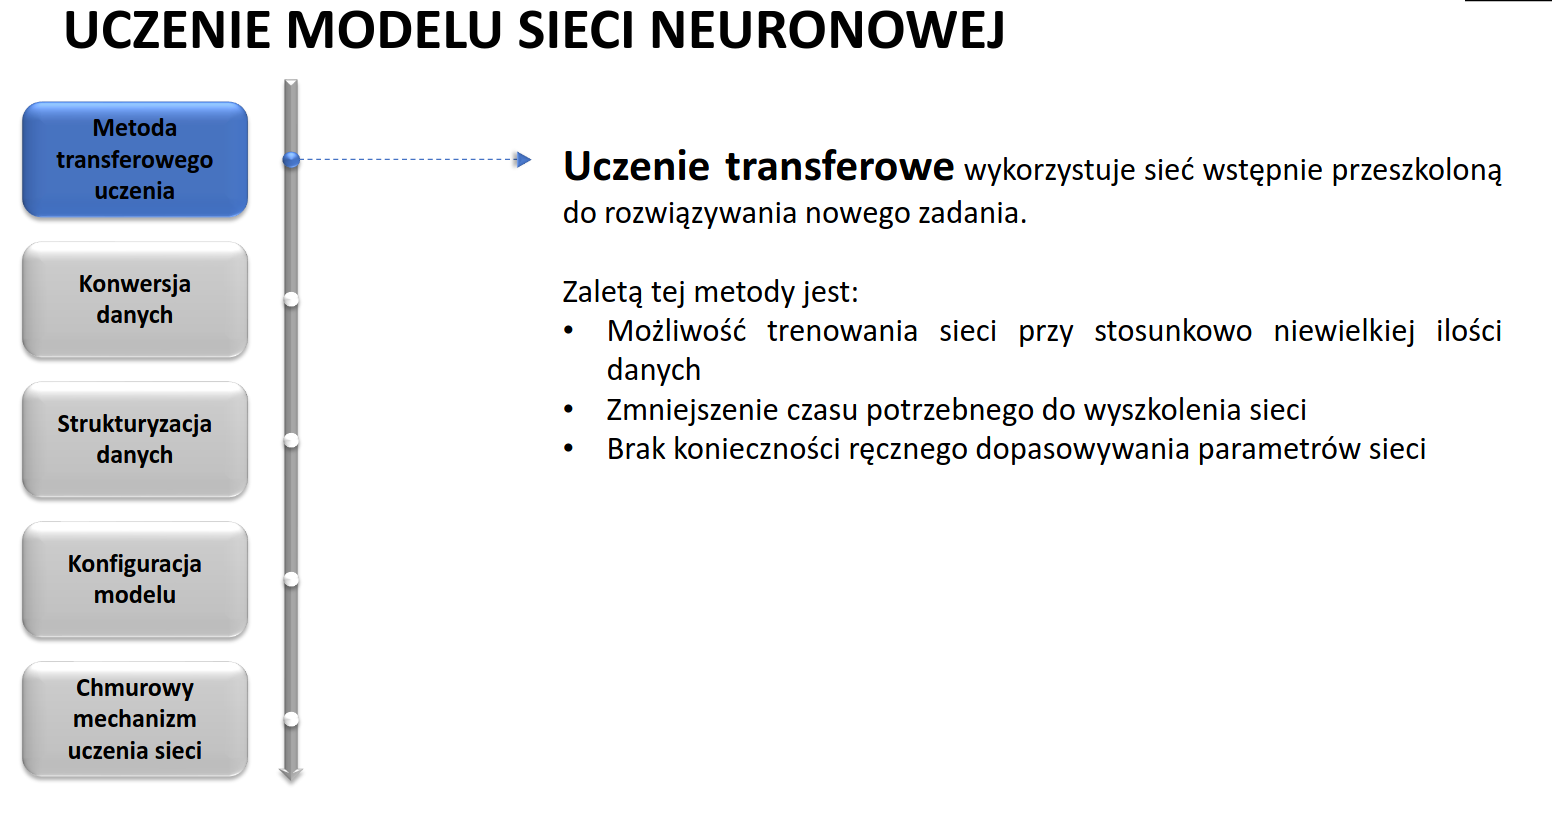 UCZENIE MODELU SIECI NEURONOWEJ
Metoda
transferowego
uczenia
Konwersja
danych
Strukturyzacja
danych
Konfiguracja
modelu
Chmurowy
mechanizm
uczenia sieci
Uczenie transferowe wykorzystuje sieć wstępnie przeszkoloną
do rozwiązywania nowego zadania.
Zaletą tej metody jest:
• Możliwość trenowania sieci przy stosunkowo niewielkiej ilości
danych
• Zmniejszenie czasu potrzebnego do wyszkolenia sieci
• Brak konieczności ręcznego dopasowywania parametrów sieci